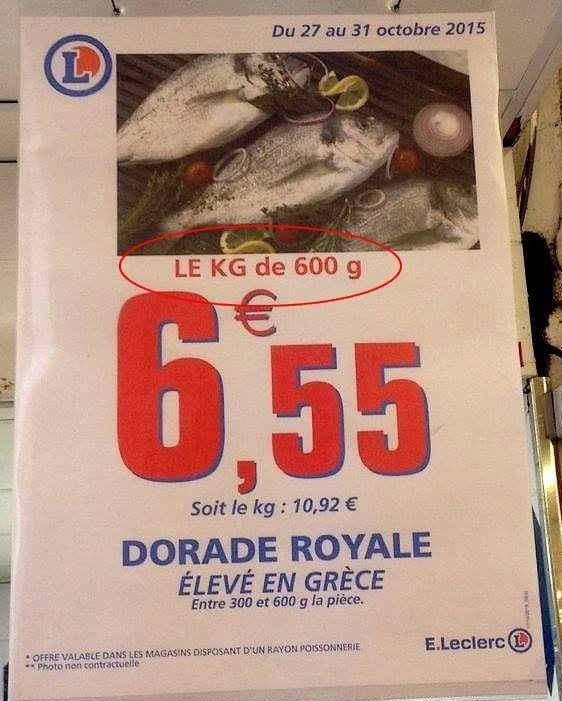 Du 27 au 31 octobre 2015
L
LE KG de 600 g
6,55 €
Soit le kg : 10,92 €
DORADE ROYALE
ÉLEVÉ EN GRÈCE
Entre 300 et 600 g la pièce.
* OFFRE VALABLE DANS LES MAGASINS DISPOSANT D'UN RAYON POISSONNERIE
** Photo non contractuelle
E.Leclerc L